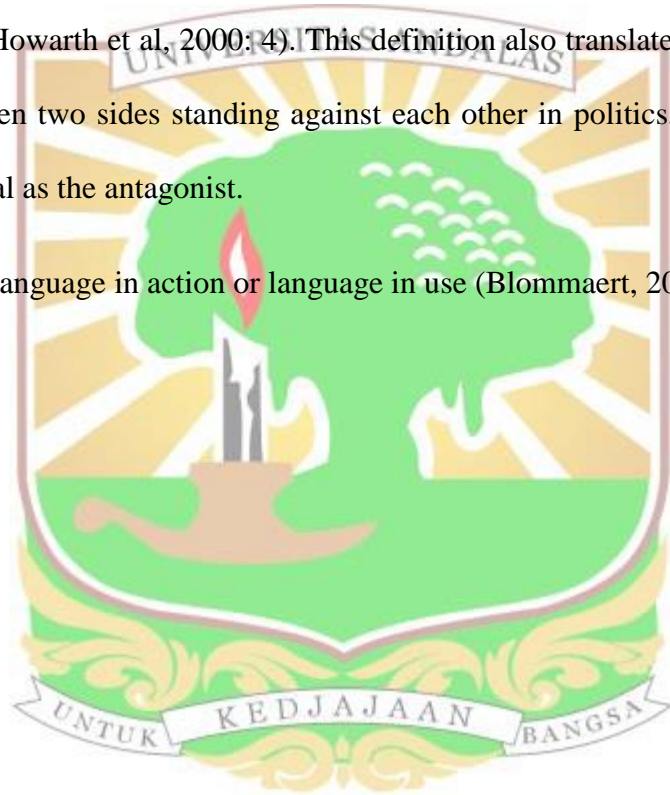 Howarth et al, 2000: 4). This definition also translate
UNIVERSITAS ANDALAS
en two sides standing against each other in politics
al as the antagonist.
anguage in action or language in use (Blommaert, 20
UNTUK KEDJAJAAN BANGSA